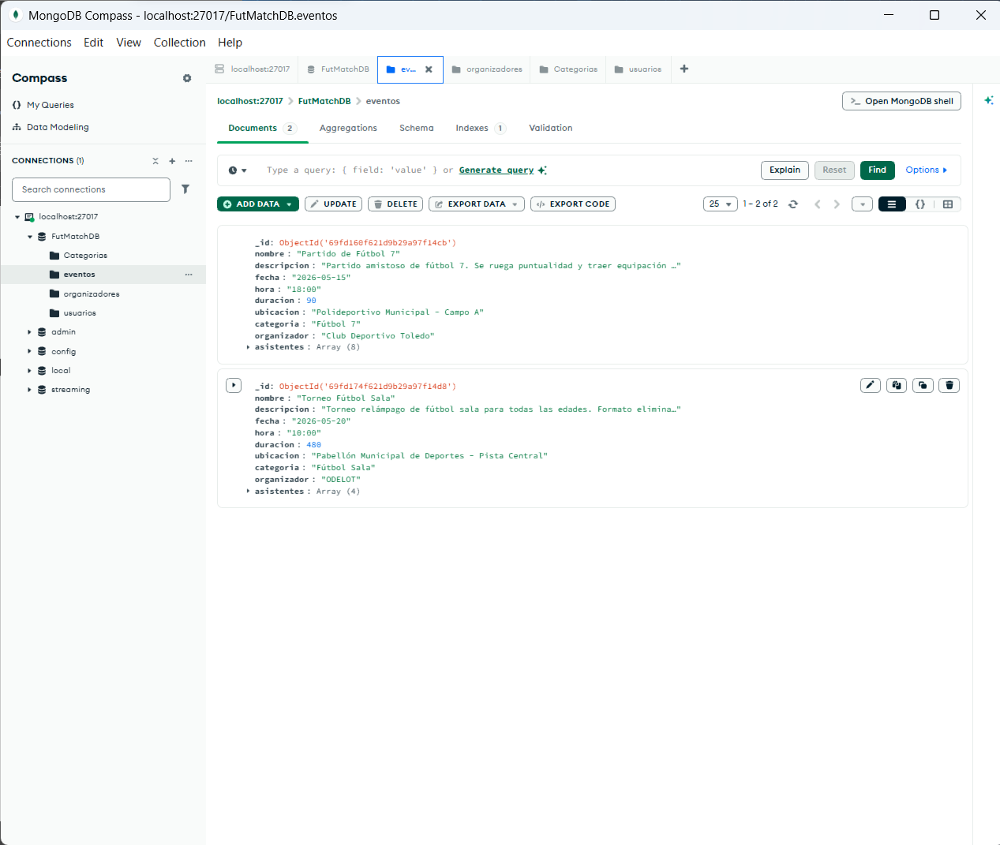 MongoDB Compass - localhost:27017/FutMatchDB.eventos
Connections Edit View Collection Help
Compass
My Queries
Data Modeling
CONNECTIONS (1)
Search connections
localhost:27017
FutMatchDB
Categorias
eventos
organizadores
usuarios
admin
config
local
streaming
localhost:27017 FutMatchDB ev... organizadores Categorias usuarios
localhost:27017 > FutMatchDB > eventos
>_ Open MongoDB shell
Documents 2 Aggregations Schema Indexes 1 Validation
Type a query: { field: 'value' } or Generate query
Explain Reset Find Options
ADD DATA UPDATE DELETE EXPORT DATA EXPORT CODE
25 1 – 2 of 2
_id: ObjectId('69fd160f621d9b29a97f14cb')
nombre : "Partido de Fútbol 7"
descripcion : "Partido amistoso de fútbol 7. Se ruega puntualidad y traer equipación …"
fecha : "2026-05-15"
hora : "18:00"
duracion : 90
ubicacion : "Polideportivo Municipal - Campo A"
categoria : "Fútbol 7"
organizador : "Club Deportivo Toledo"
asistentes : Array (8)
_id: ObjectId('69fd174f621d9b29a97f14d8')
nombre : "Torneo Fútbol Sala"
descripcion : "Torneo relámpago de fútbol sala para todas las edades. Formato elimina…"
fecha : "2026-05-20"
hora : "10:00"
duracion : 480
ubicacion : "Pabellón Municipal de Deportes - Pista Central"
categoria : "Fútbol Sala"
organizador : "ODELOT"
asistentes : Array (4)